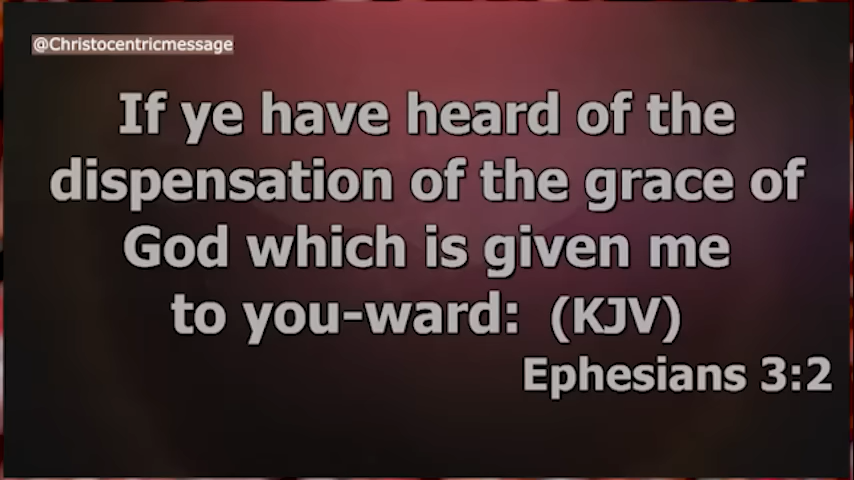 @Christocentricmessage
If ye have heard of the
dispensation of the grace of
God which is given me
to you-ward: (KJV)
Ephesians 3:2